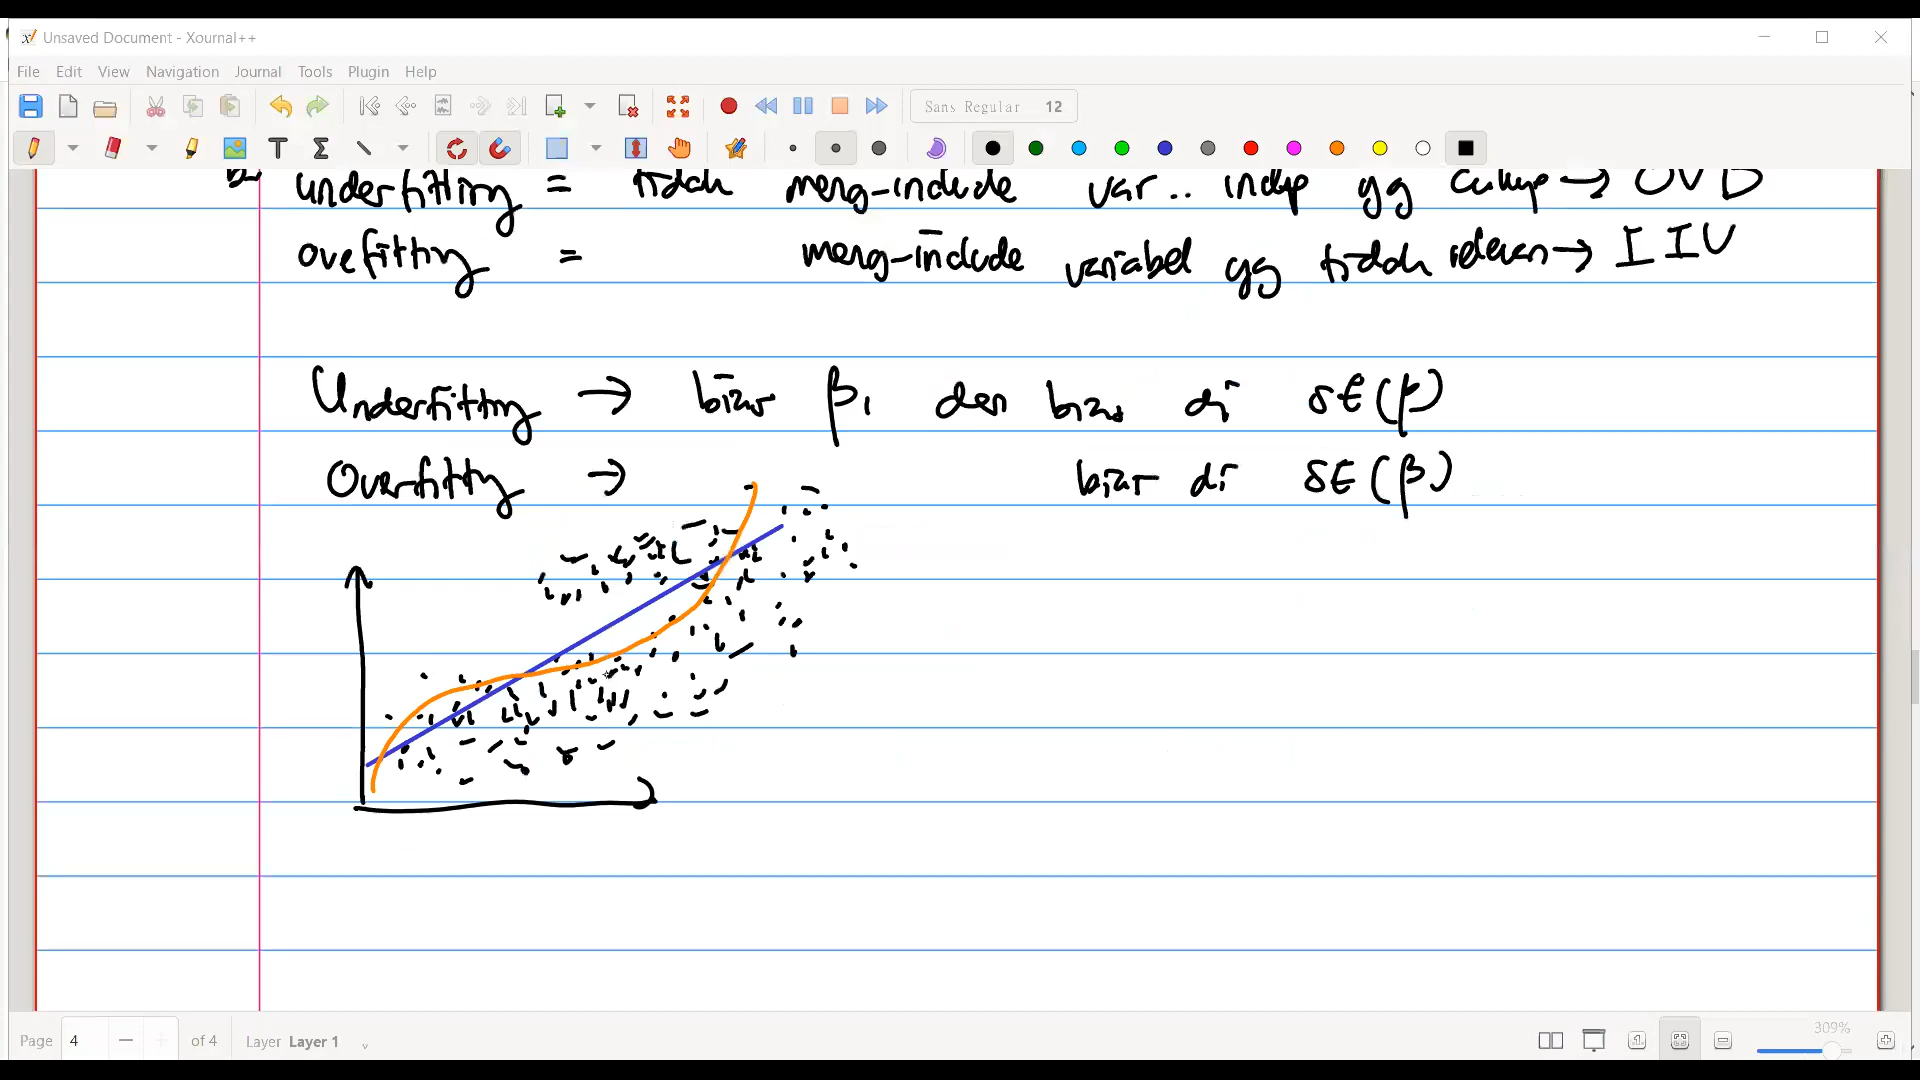 Unsaved Document - Xournal++
File Edit View Navigation Journal Tools Plugin Help
Sans Regular 12
underfitting = tidak meng-include var.. indep yg cukup → OVB
overfitting = meng-include variabel yg tidak relevan → IIV
Underfitting → bias β, dan bias di SE(β)
Overfitting → bias di SE(β)
Page 4 of 4 Layer Layer 1 309%